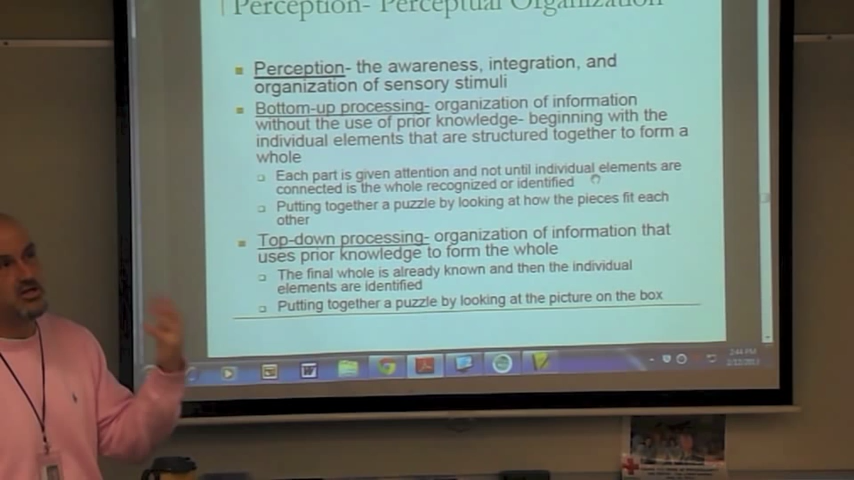 Perception- Perceptual Organization
Perception- the awareness, integration, and
organization of sensory stimuli
Bottom-up processing- organization of information
without the use of prior knowledge- beginning with the
individual elements that are structured together to form a
whole
Each part is given attention and not until individual elements are
connected is the whole recognized or identified
Putting together a puzzle by looking at how the pieces fit each
other
Top-down processing- organization of information that
uses prior knowledge to form the whole
The final whole is already known and then the individual
elements are identified
Putting together a puzzle by looking at the picture on the box
2:44 PM